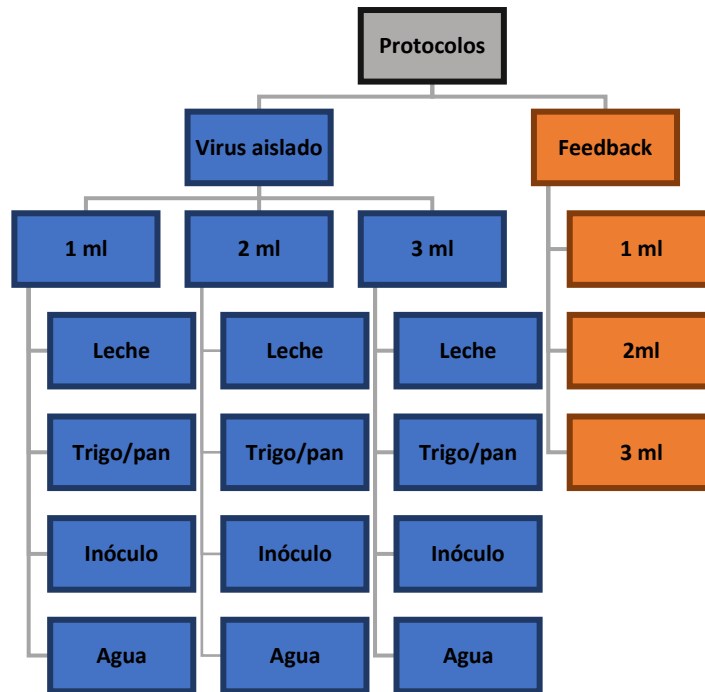 Protocolos
Virus aislado
Feedback
1 ml
2 ml
3 ml
1 ml
Leche
Leche
Leche
2ml
Trigo/pan
Trigo/pan
Trigo/pan
3 ml
Inóculo
Inóculo
Inóculo
Agua
Agua
Agua